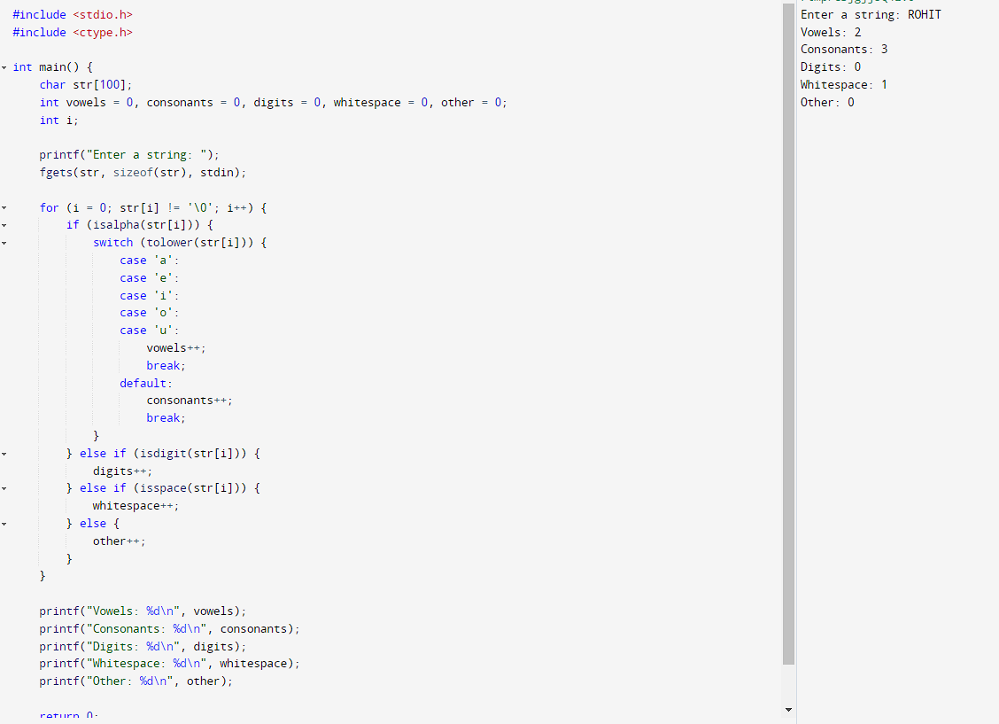 #include <stdio.h>
#include <ctype.h>
int main() {
    char str[100];
    int vowels = 0, consonants = 0, digits = 0, whitespace = 0, other = 0;
    int i;
    printf("Enter a string: ");
    fgets(str, sizeof(str), stdin);
    for (i = 0; str[i] != '\0'; i++) {
        if (isalpha(str[i])) {
            switch (tolower(str[i])) {
                case 'a':
                case 'e':
                case 'i':
                case 'o':
                case 'u':
                    vowels++;
                    break;
                default:
                    consonants++;
                    break;
            }
        } else if (isdigit(str[i])) {
            digits++;
        } else if (isspace(str[i])) {
            whitespace++;
        } else {
            other++;
        }
    }
    printf("Vowels: %d\n", vowels);
    printf("Consonants: %d\n", consonants);
    printf("Digits: %d\n", digits);
    printf("Whitespace: %d\n", whitespace);
    printf("Other: %d\n", other);
    return 0;
Enter a string: ROHIT
Vowels: 2
Consonants: 3
Digits: 0
Whitespace: 1
Other: 0